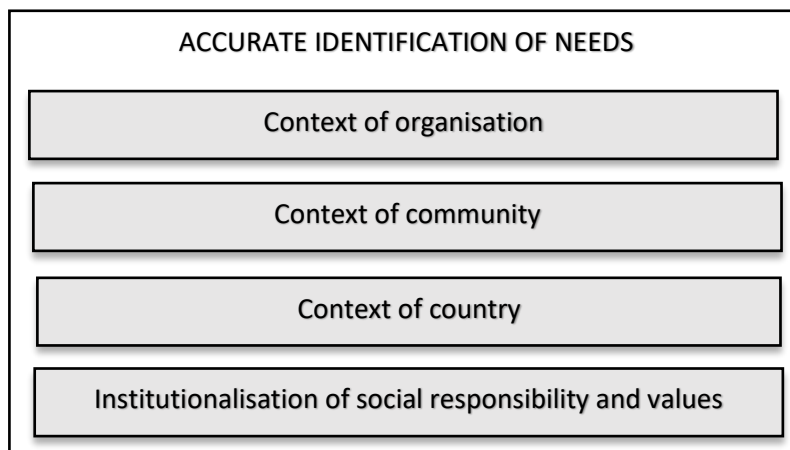 ACCURATE IDENTIFICATION OF NEEDS
Context of organisation
Context of community
Context of country
Institutionalisation of social responsibility and values